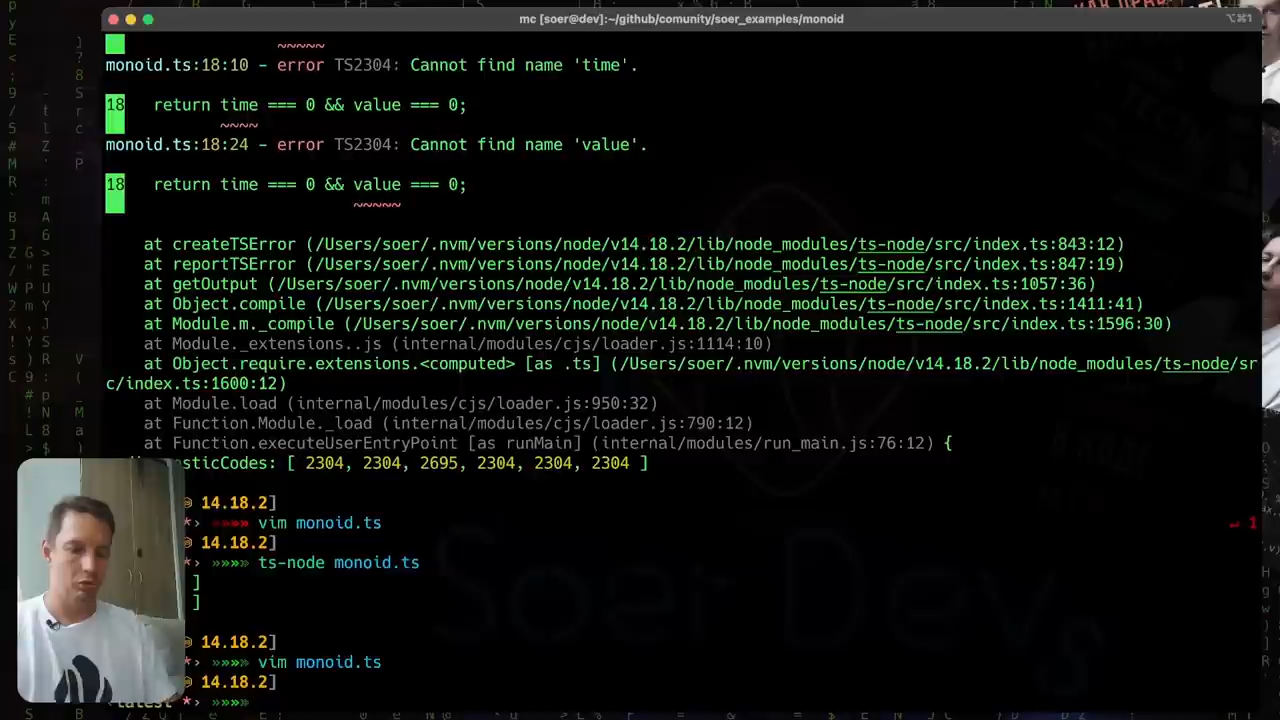 mc [soer@dev]:~/github/comunity/soer_examples/monoid
⌥⌘1
~~~~~
monoid.ts:18:10 - error TS2304: Cannot find name 'time'.
18   return time === 0 && value === 0;
~~~~
monoid.ts:18:24 - error TS2304: Cannot find name 'value'.
18   return time === 0 && value === 0;
~~~~~
at createTSError (/Users/soer/.nvm/versions/node/v14.18.2/lib/node_modules/ts-node/src/index.ts:843:12)
at reportTSError (/Users/soer/.nvm/versions/node/v14.18.2/lib/node_modules/ts-node/src/index.ts:847:19)
at getOutput (/Users/soer/.nvm/versions/node/v14.18.2/lib/node_modules/ts-node/src/index.ts:1057:36)
at Object.compile (/Users/soer/.nvm/versions/node/v14.18.2/lib/node_modules/ts-node/src/index.ts:1411:41)
at Module.m._compile (/Users/soer/.nvm/versions/node/v14.18.2/lib/node_modules/ts-node/src/index.ts:1596:30)
at Module._extensions..js (internal/modules/cjs/loader.js:1114:10)
at Object.require.extensions.<computed> [as .ts] (/Users/soer/.nvm/versions/node/v14.18.2/lib/node_modules/ts-node/sr
c/index.ts:1600:12)
at Module.load (internal/modules/cjs/loader.js:950:32)
at Function.Module._load (internal/modules/cjs/loader.js:790:12)
at Function.executeUserEntryPoint [as runMain] (internal/modules/run_main.js:76:12) {
sticCodes: [ 2304, 2304, 2695, 2304, 2304, 2304 ]
14.18.2]
*› »»»» vim monoid.ts ↵ 1
14.18.2]
*› »»»» ts-node monoid.ts
]
]
14.18.2]
*› »»»» vim monoid.ts
14.18.2]
latest *› »»»»
Soer Dev